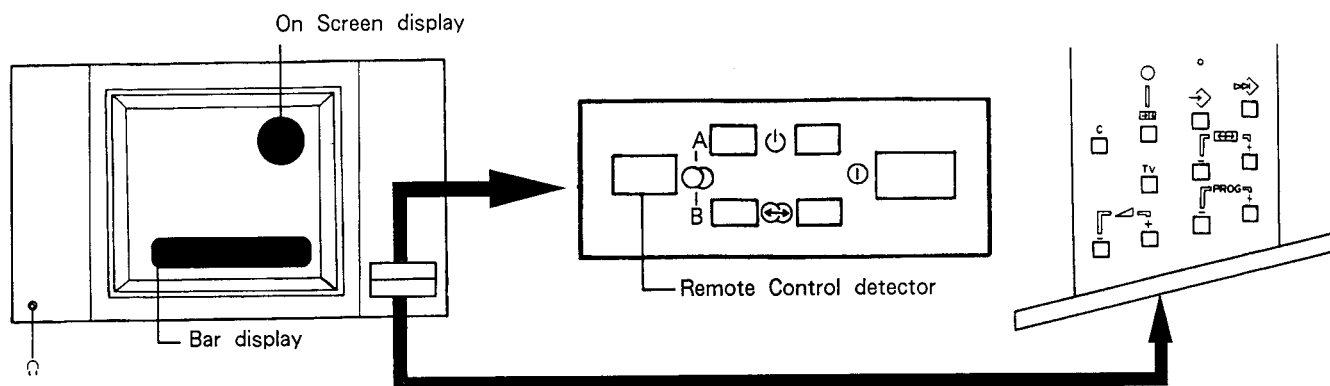 On Screen display
Bar display
A
B
Remote Control detector
C
TV
- +
- +
PROG
- +